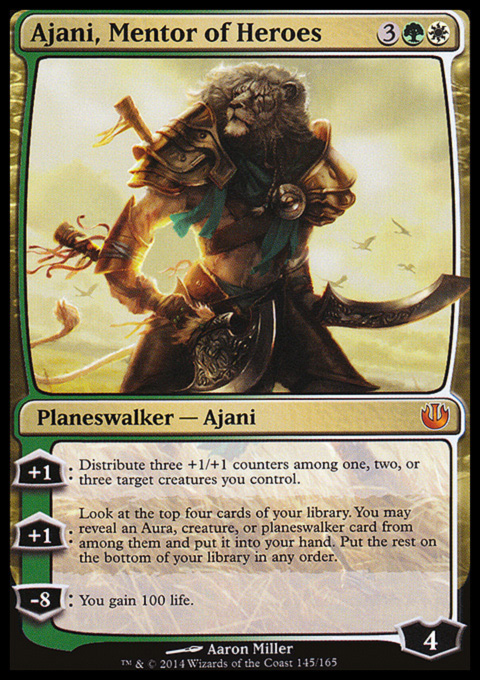 Ajani, Mentor of Heroes 3
Planeswalker — Ajani
+1: Distribute three +1/+1 counters among one, two, or
three target creatures you control.
Look at the top four cards of your library. You may
reveal an Aura, creature, or planeswalker card from
+1: among them and put it into your hand. Put the rest on
the bottom of your library in any order.
-8: You gain 100 life.
4
Aaron Miller
™ & © 2014 Wizards of the Coast 145/165